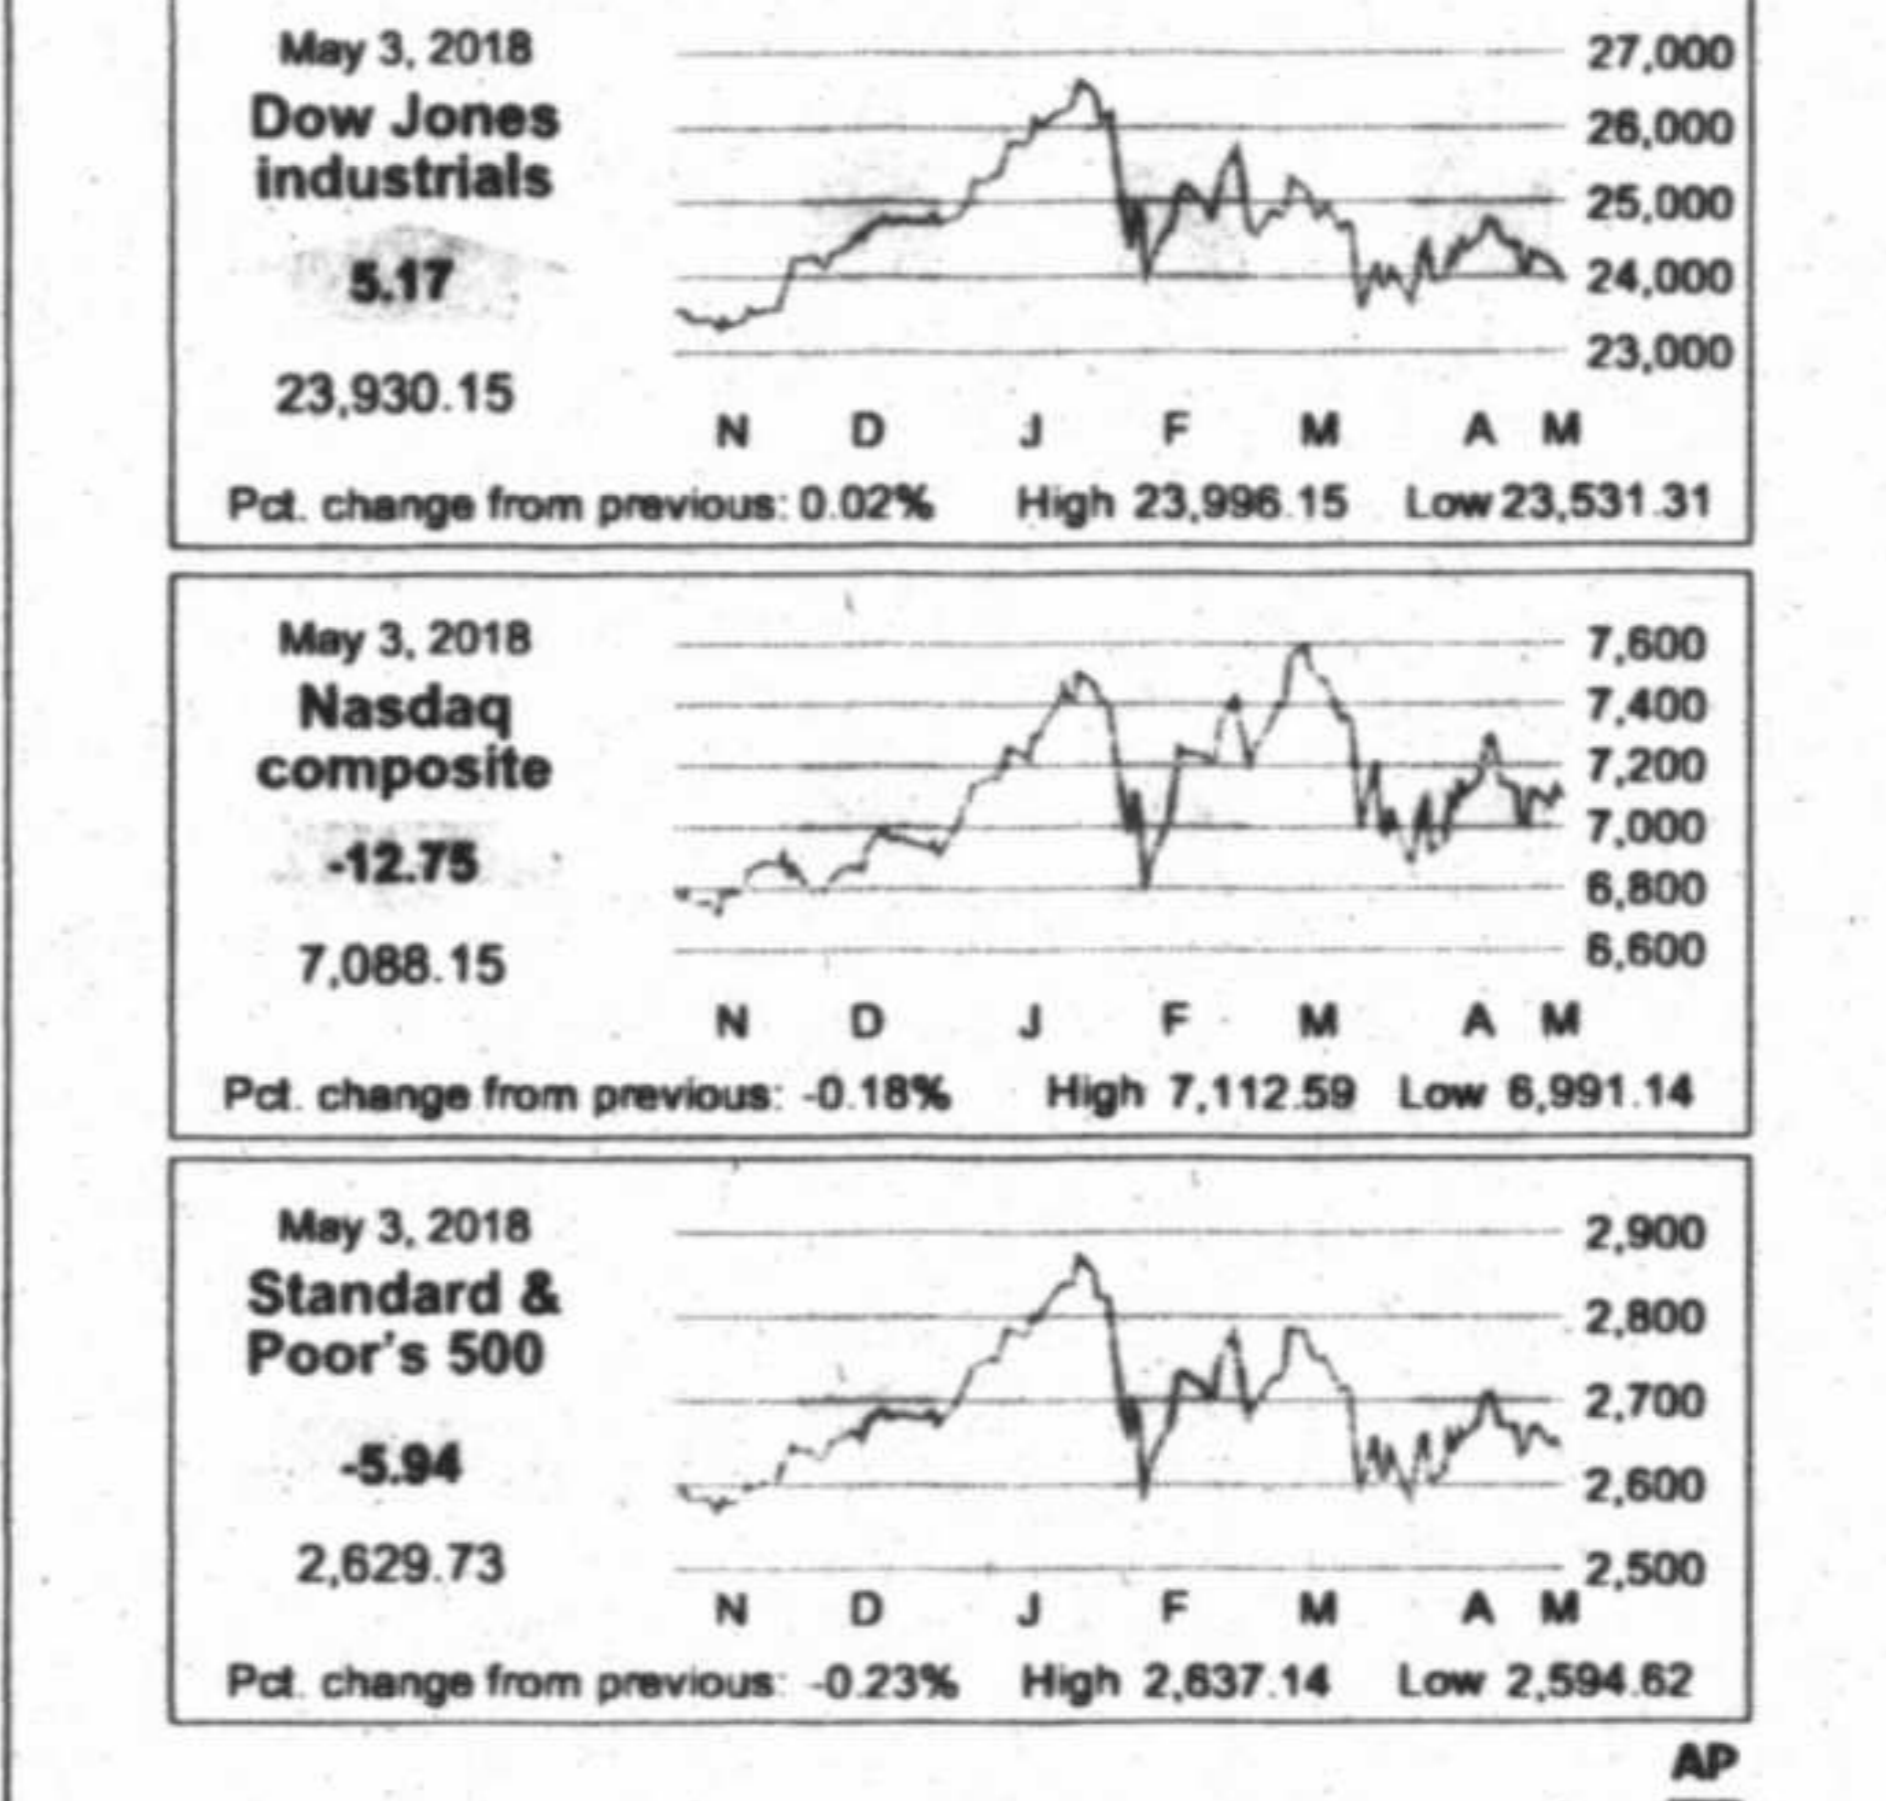 May 3, 2018
Dow Jones
industrials
5.17
23,930.15
27,000
26,000
25,000
24,000
23,000
N D J F M A M
Pct. change from previous: 0.02% High 23,996.15 Low 23,531.31
May 3, 2018
Nasdaq
composite
-12.75
7,088.15
7,600
7,400
7,200
7,000
6,800
6,600
N D J F M A M
Pct. change from previous: -0.18% High 7,112.59 Low 6,991.14
May 3, 2018
Standard &
Poor's 500
-5.94
2,629.73
2,900
2,800
2,700
2,600
2,500
N D J F M A M
Pct. change from previous: -0.23% High 2,637.14 Low 2,594.62
AP